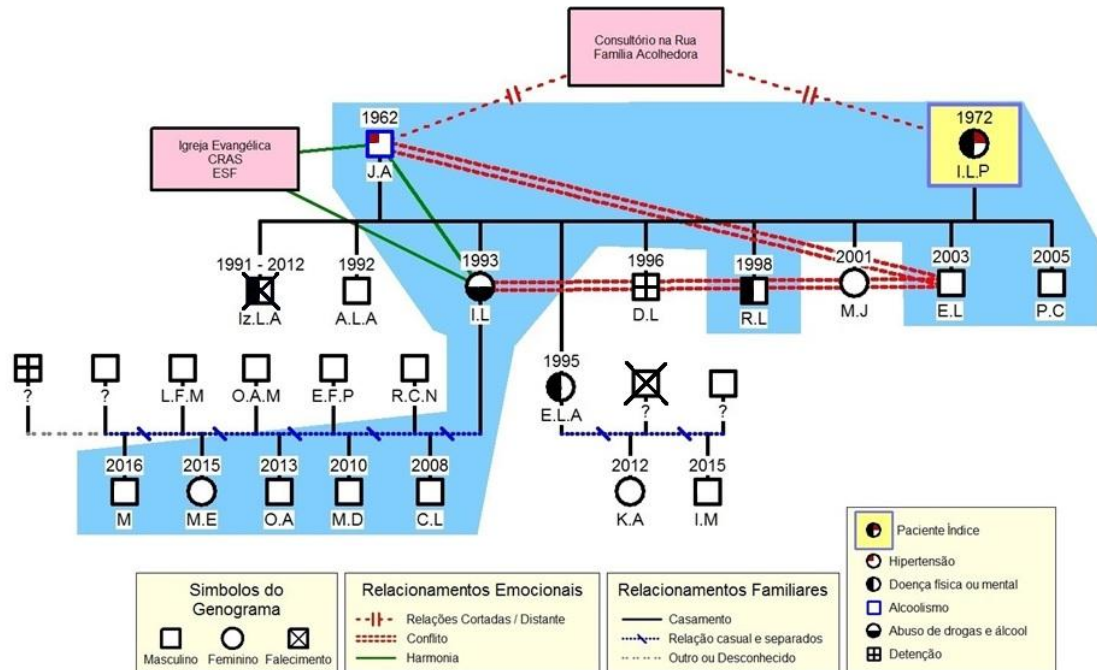 Consultório na Rua
Família Acolhedora
Igreja Evangélica
CRAS
ESF
1962
J.A
1972
I.L.P
1991 - 2012
Iz.L.A
1992
A.L.A
1993
I.L
1996
D.L
1998
R.L
2001
M.J
2003
E.L
2005
P.C
1995
E.L.A
?
?
L.F.M
O.A.M
E.F.P
R.C.N
?
?
2016
M
2015
M.E
2013
O.A
2010
M.D
2008
C.L
2012
K.A
2015
I.M
Simbolos do
Genograma
Masculino Feminino Falecimento
Relacionamentos Emocionais
Relações Cortadas / Distante
Conflito
Harmonia
Relacionamentos Familiares
Casamento
Relação casual e separados
Outro ou Desconhecido
Paciente Índice
Hipertensão
Doença física ou mental
Alcoolismo
Abuso de drogas e álcool
Detenção